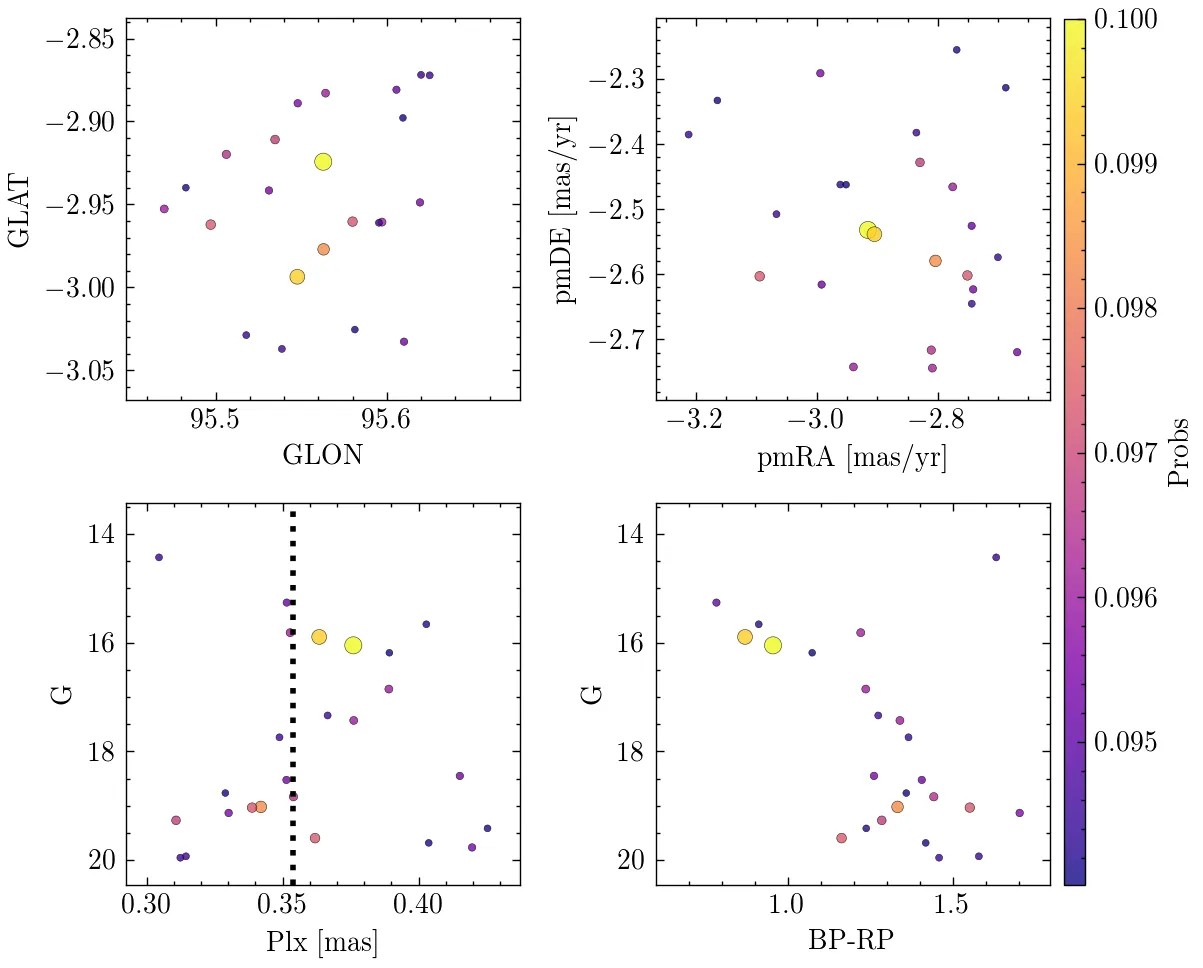 −2.85
−2.90
−2.95
−3.00
−3.05
GLAT
95.5 95.6
GLON
−2.3
−2.4
−2.5
−2.6
−2.7
pmDE [mas/yr]
−3.2 −3.0 −2.8
pmRA [mas/yr]
14
16
18
20
G
0.30 0.35 0.40
Plx [mas]
14
16
18
20
G
1.0 1.5
BP-RP
0.100
0.099
0.098
0.097
0.096
0.095
Probs